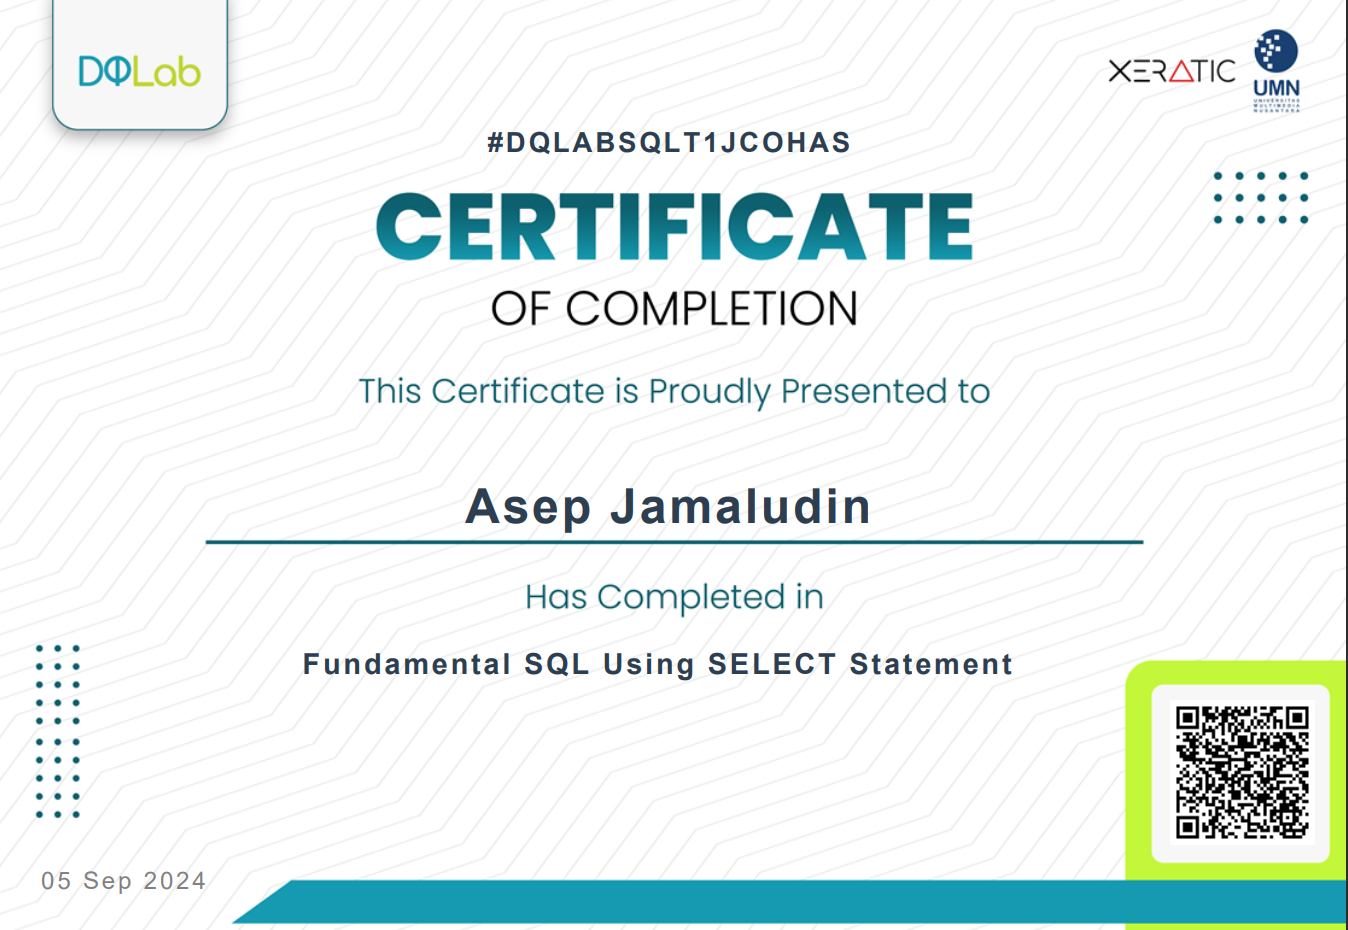 DQLab
XERATIC
UMN
UNIVERSITAS
MULTIMEDIA
NUSANTARA
#DQLABSQLT1JCOHAS
CERTIFICATE
OF COMPLETION
This Certificate is Proudly Presented to
Asep Jamaludin
Has Completed in
Fundamental SQL Using SELECT Statement
05 Sep 2024